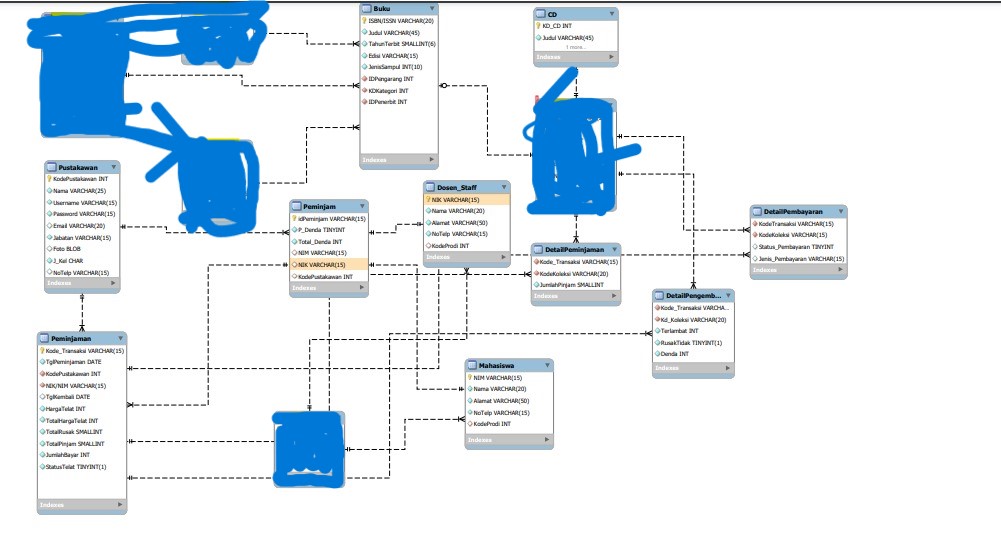 Buku
ISBN/ISSN VARCHAR(20)
Judul VARCHAR(45)
TahunTerbit SMALLINT(6)
Edisi VARCHAR(15)
JenisSampul INT(10)
IDPengarang INT
KDKategori INT
IDPenerbit INT
Indexes
CD
KD_CD INT
Judul VARCHAR(45)
1 more...
Indexes
Pustakawan
KodePustakawan INT
Nama VARCHAR(25)
Username VARCHAR(15)
Password VARCHAR(15)
Email VARCHAR(20)
Jabatan VARCHAR(15)
Foto BLOB
J_Kel CHAR
NoTelp VARCHAR(15)
Indexes
Peminjam
idPeminjam VARCHAR(15)
P_Denda TINYINT
Total_Denda INT
NIM VARCHAR(15)
NIK VARCHAR(15)
KodePustakawan INT
Indexes
Dosen_Staff
NIK VARCHAR(15)
Nama VARCHAR(20)
Alamat VARCHAR(50)
NoTelp VARCHAR(15)
KodeProdi INT
Indexes
DetailPeminjaman
Kode_Transaksi VARCHAR(15)
KodeKoleksi VARCHAR(20)
JumlahPinjam SMALLINT
Indexes
DetailPembayaran
KodeTransaksi VARCHAR(15)
KodeKoleksi VARCHAR(15)
Status_Pembayaran TINYINT
Jenis_Pembayaran VARCHAR(15)
Indexes
DetailPengemb...
Kode_Transaksi VARCHA...
Kd_Koleksi VARCHAR(20)
Terlambat INT
RusakTidak TINYINT(1)
Denda INT
Indexes
Peminjaman
Kode_Transaksi VARCHAR(15)
TglPeminjaman DATE
KodePustakawan INT
NIK/NIM VARCHAR(15)
TglKembali DATE
HargaTelat INT
TotalHargaTelat INT
TotalRusak SMALLINT
TotalPinjam SMALLINT
JumlahBayar INT
StatusTelat TINYINT(1)
Indexes
Mahasiswa
NIM VARCHAR(15)
Nama VARCHAR(20)
Alamat VARCHAR(50)
NoTelp VARCHAR(15)
KodeProdi INT
Indexes